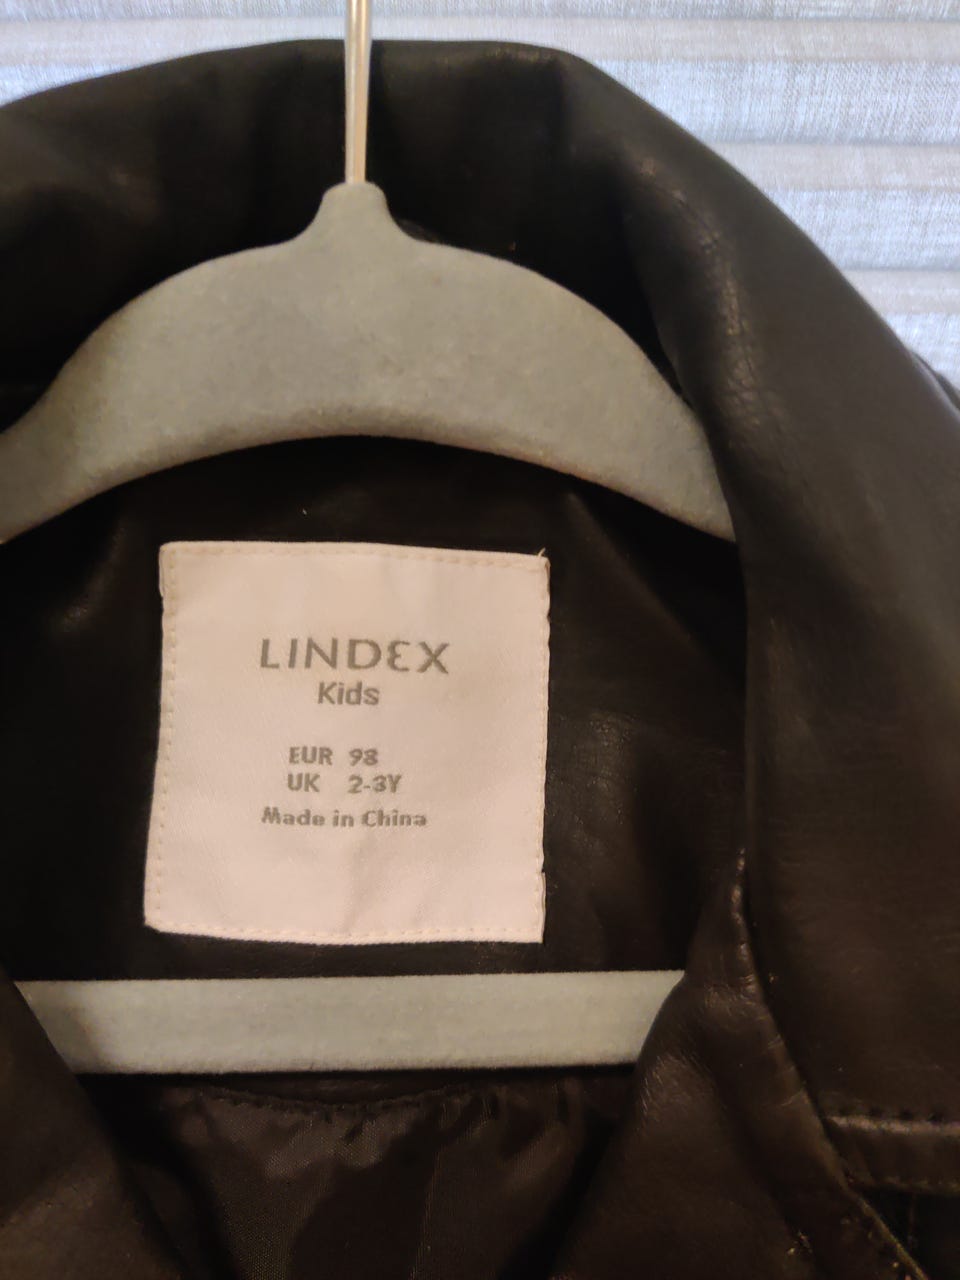 LINDEX
Kids
EUR 98
UK 2-3Y
Made in China